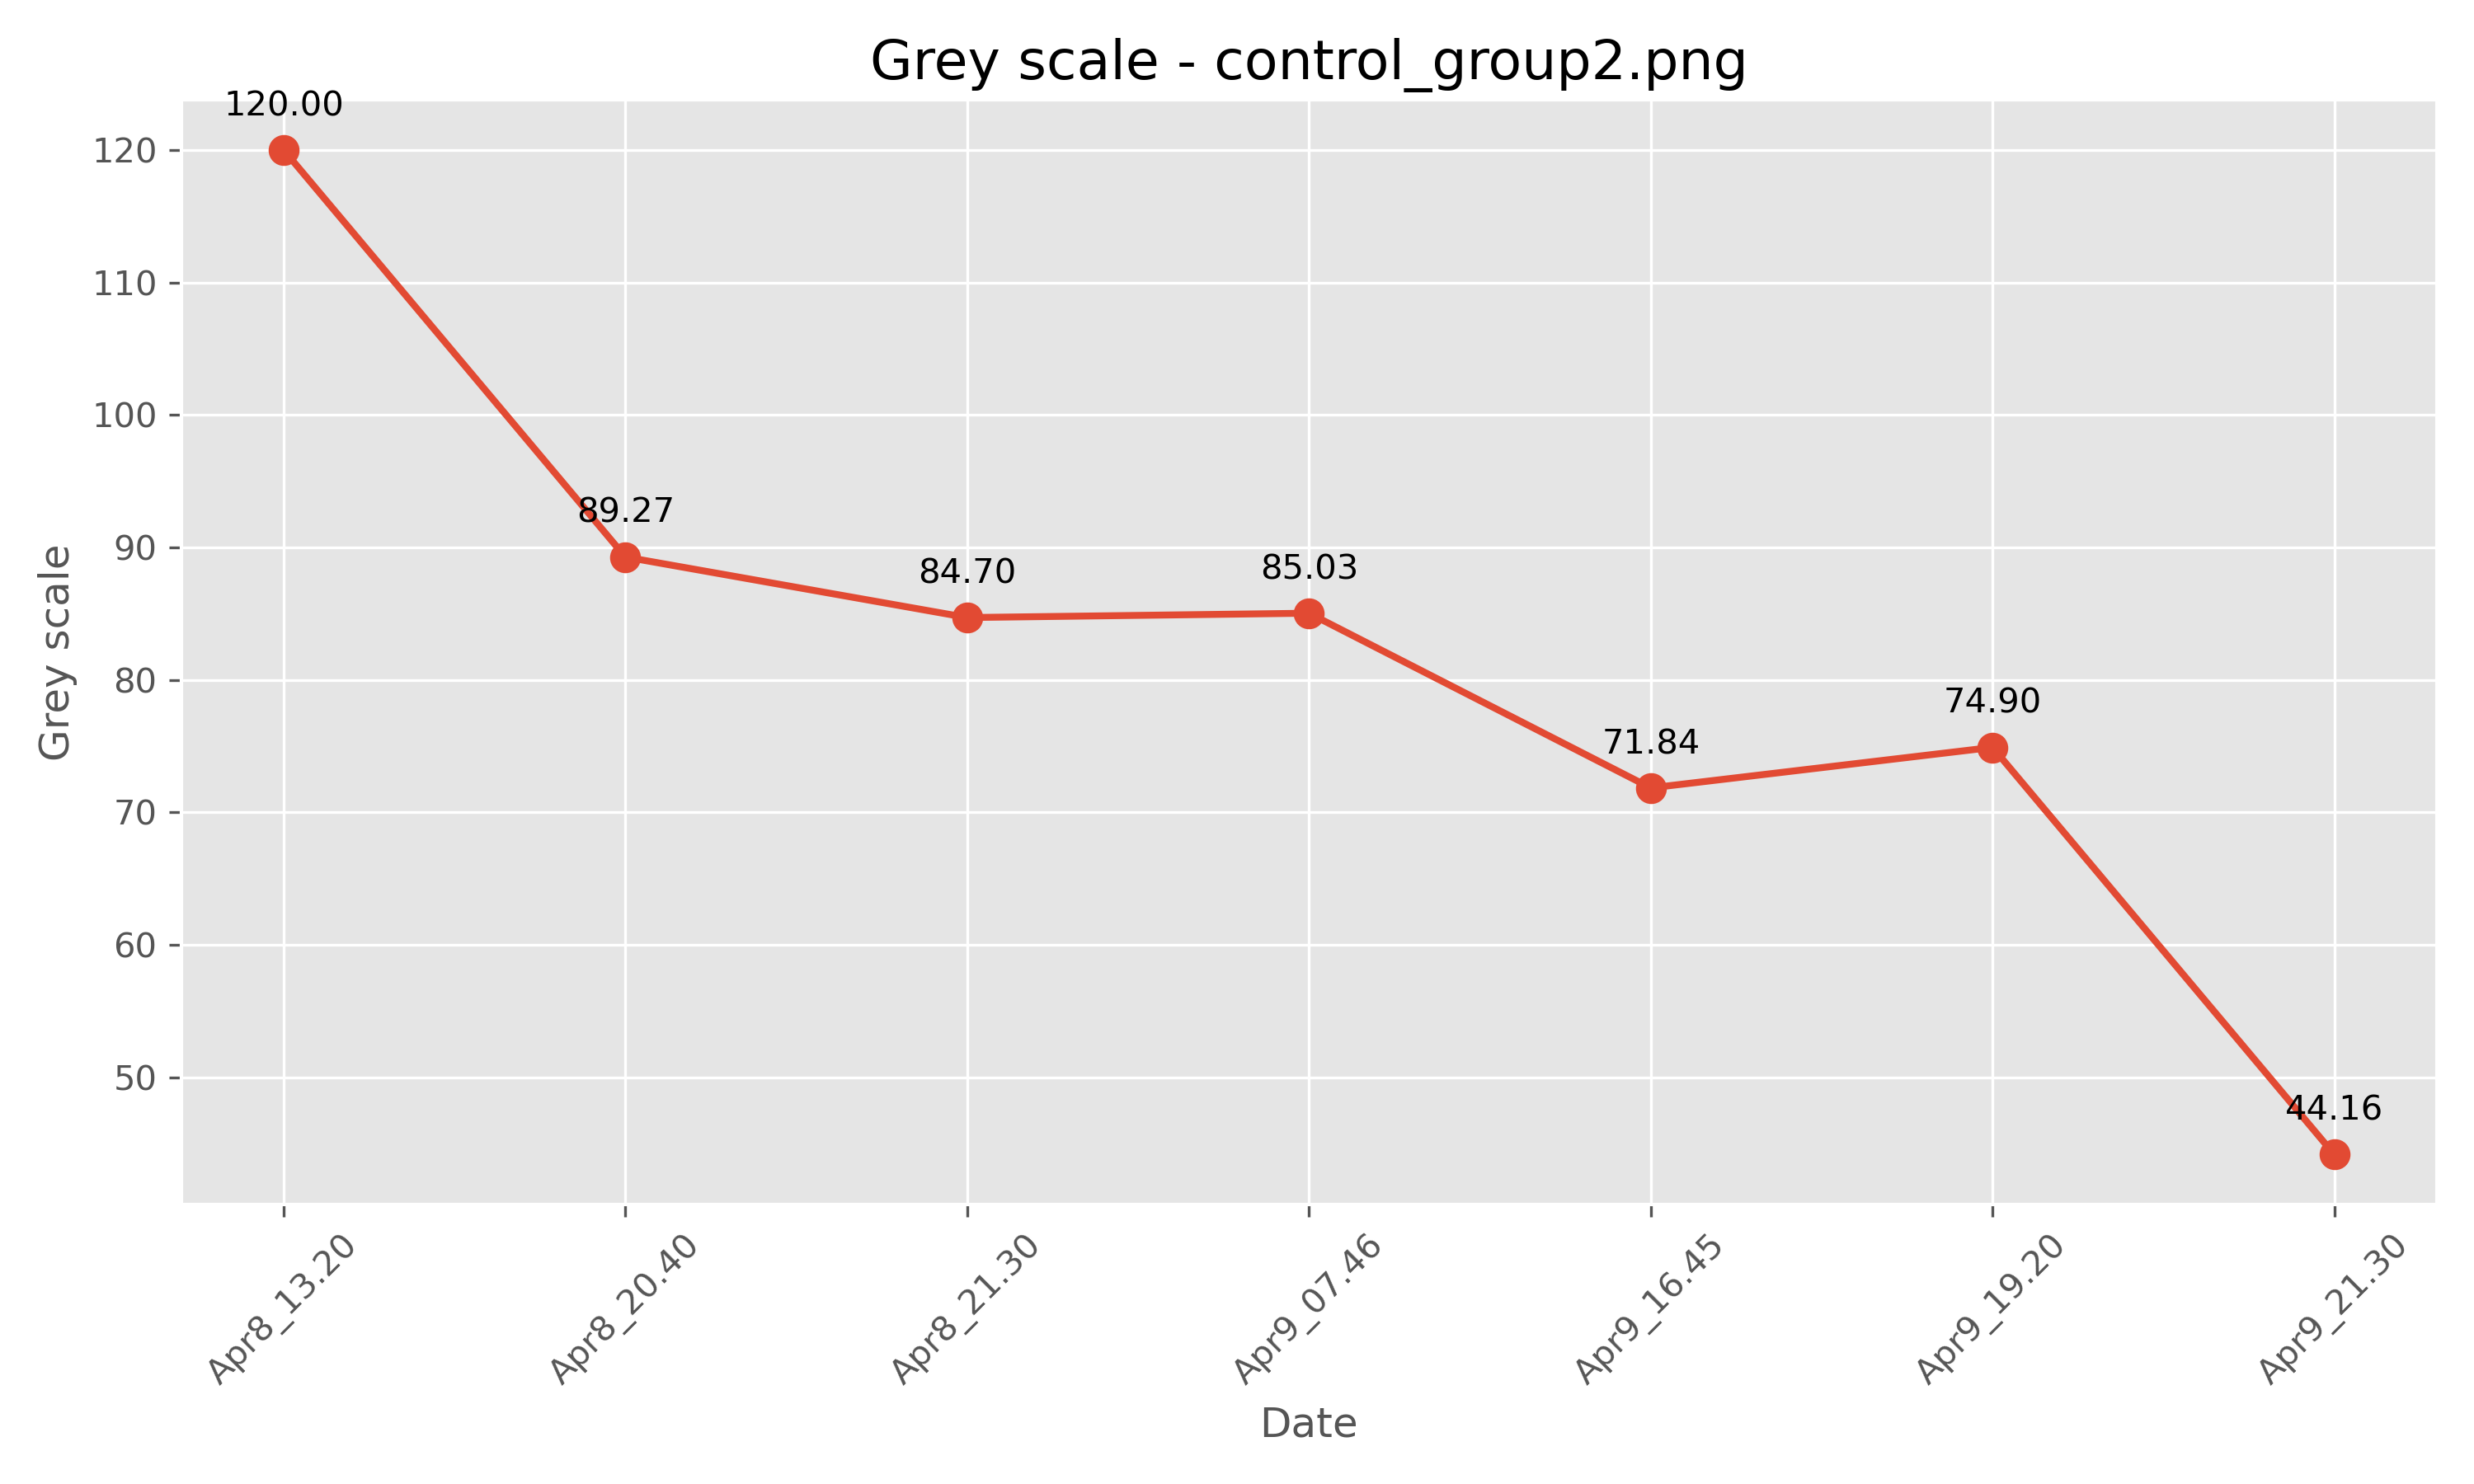 Grey scale - control_group2.png
120.00
89.27
84.70
85.03
71.84
74.90
44.16
120
110
100
90
80
70
60
50
Grey scale
Apr8_13.20
Apr8_20.40
Apr8_21.30
Apr9_07.46
Apr9_16.45
Apr9_19.20
Apr9_21.30
Date